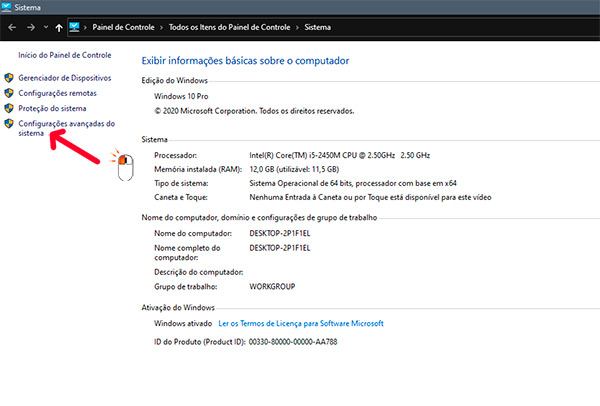 Sistema
Painel de Controle > Todos os Itens do Painel de Controle > Sistema
Início do Painel de Controle
Gerenciador de Dispositivos
Configurações remotas
Proteção do sistema
Configurações avançadas do
sistema
Exibir informações básicas sobre o computador
Edição do Windows
Windows 10 Pro
© 2020 Microsoft Corporation. Todos os direitos reservados.
Sistema
Processador: Intel(R) Core(TM) i5-2450M CPU @ 2.50GHz 2.50 GHz
Memória instalada (RAM): 12,0 GB (utilizável: 11,5 GB)
Tipo de sistema: Sistema Operacional de 64 bits, processador com base em x64
Caneta e Toque: Nenhuma Entrada à Caneta ou por Toque está disponível para este vídeo
Nome do computador, domínio e configurações de grupo de trabalho
Nome do computador: DESKTOP-2P1F1EL
Nome completo do computador: DESKTOP-2P1F1EL
Descrição do computador:
Grupo de trabalho: WORKGROUP
Ativação do Windows
Windows ativado Ler os Termos de Licença para Software Microsoft
ID do Produto (Product ID): 00330-80000-00000-AA788